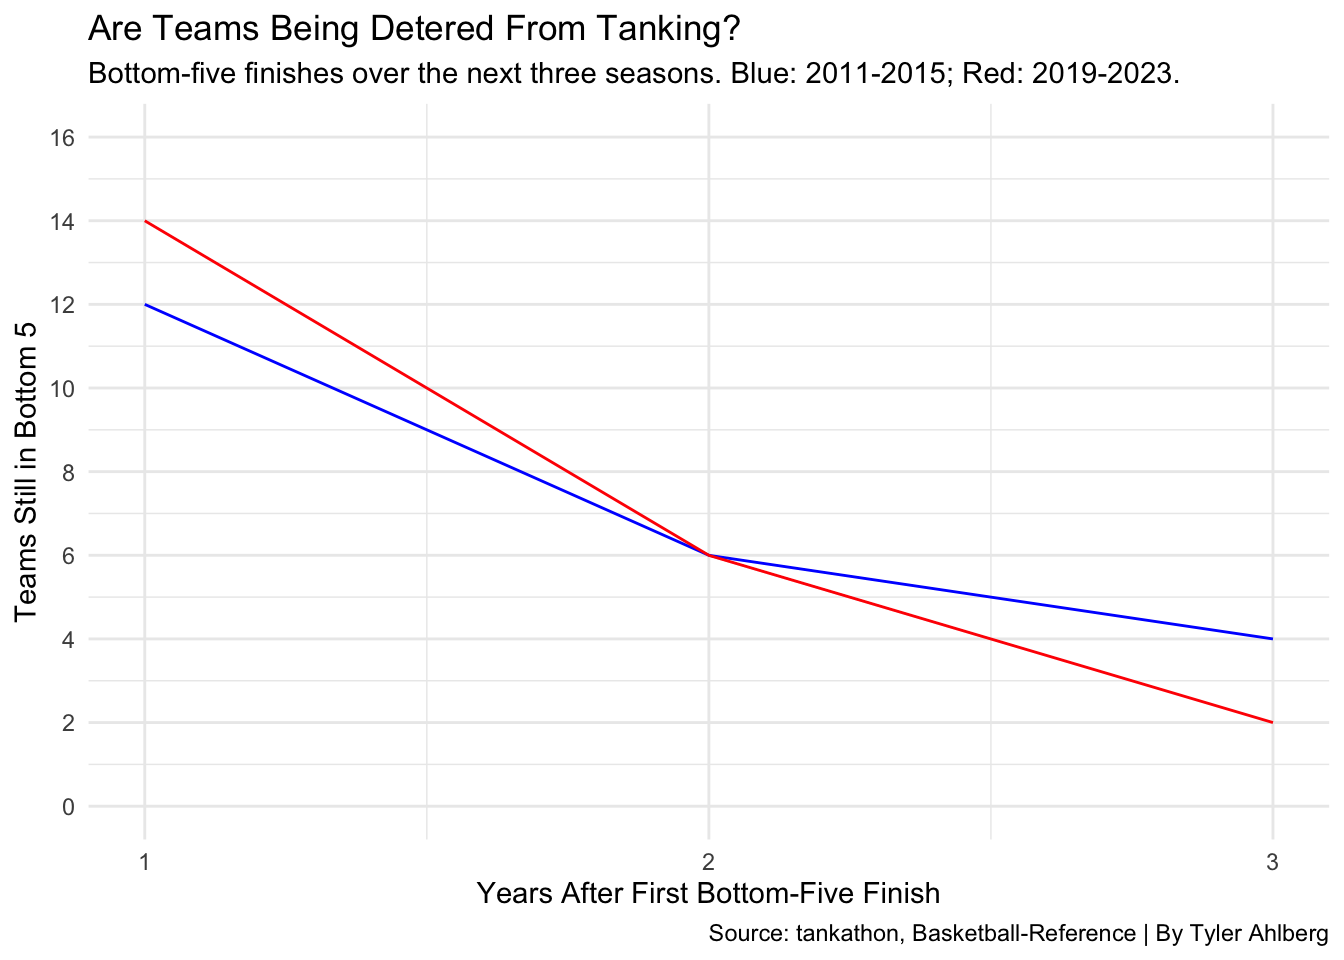 Are Teams Being Detered From Tanking?
Bottom-five finishes over the next three seasons. Blue: 2011-2015; Red: 2019-2023.
16
14
12
10
8
6
4
2
0
Teams Still in Bottom 5
1 2 3
Years After First Bottom-Five Finish
Source: tankathon, Basketball-Reference | By Tyler Ahlberg